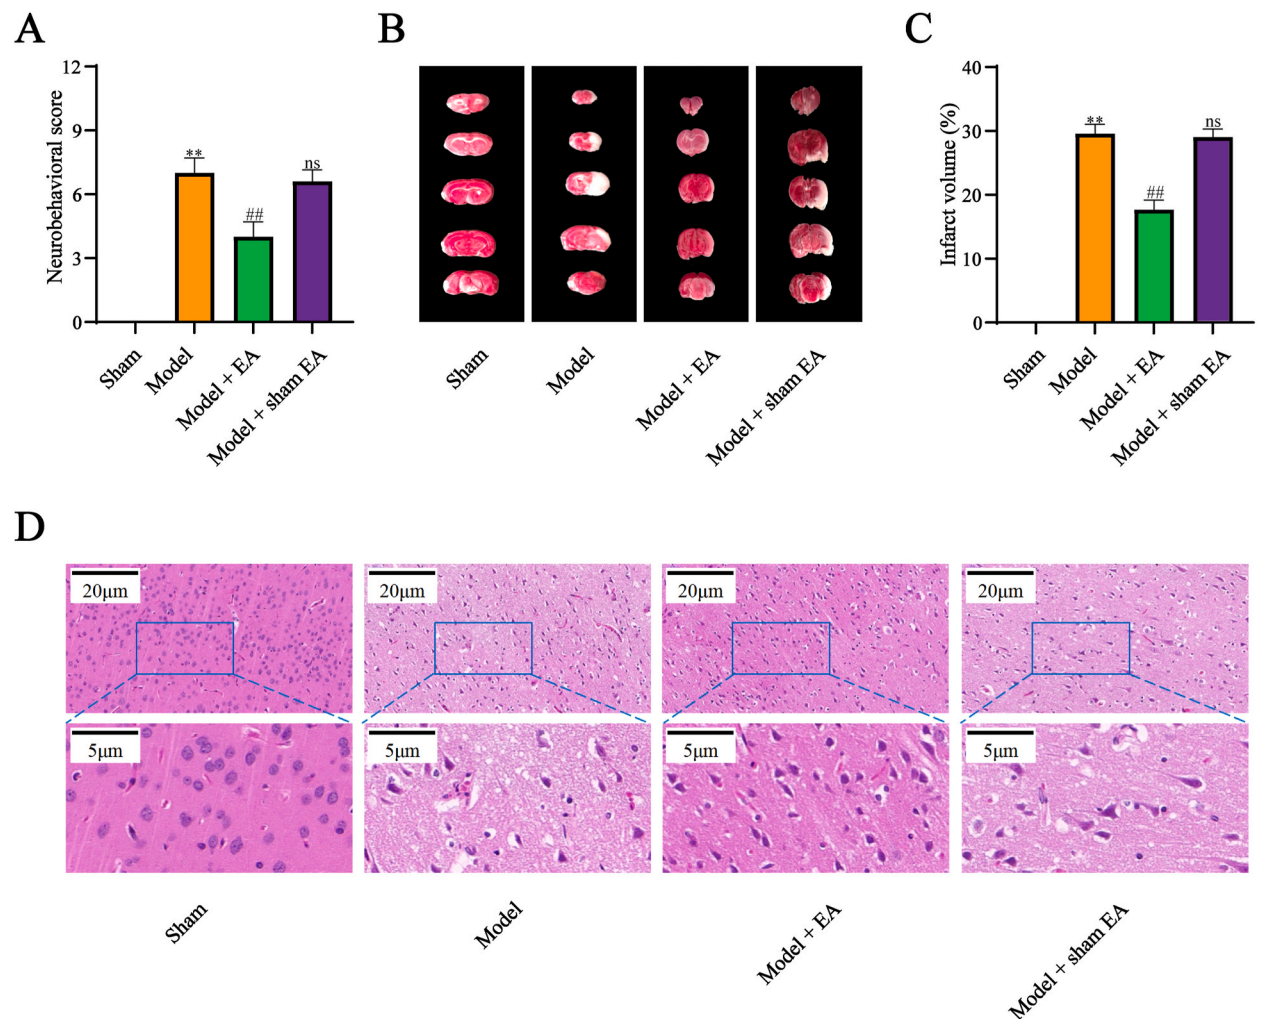 A
Neurobehavioral score
12
9
6
3
0
**
##
ns
Sham
Model
Model + EA
Model + sham EA
B
Sham
Model
Model + EA
Model + sham EA
C
Infarct volume (%)
40
30
20
10
0
**
##
ns
Sham
Model
Model + EA
Model + sham EA
D
20μm
20μm
20μm
20μm
5μm
5μm
5μm
5μm
Sham
Model
Model + EA
Model + sham EA